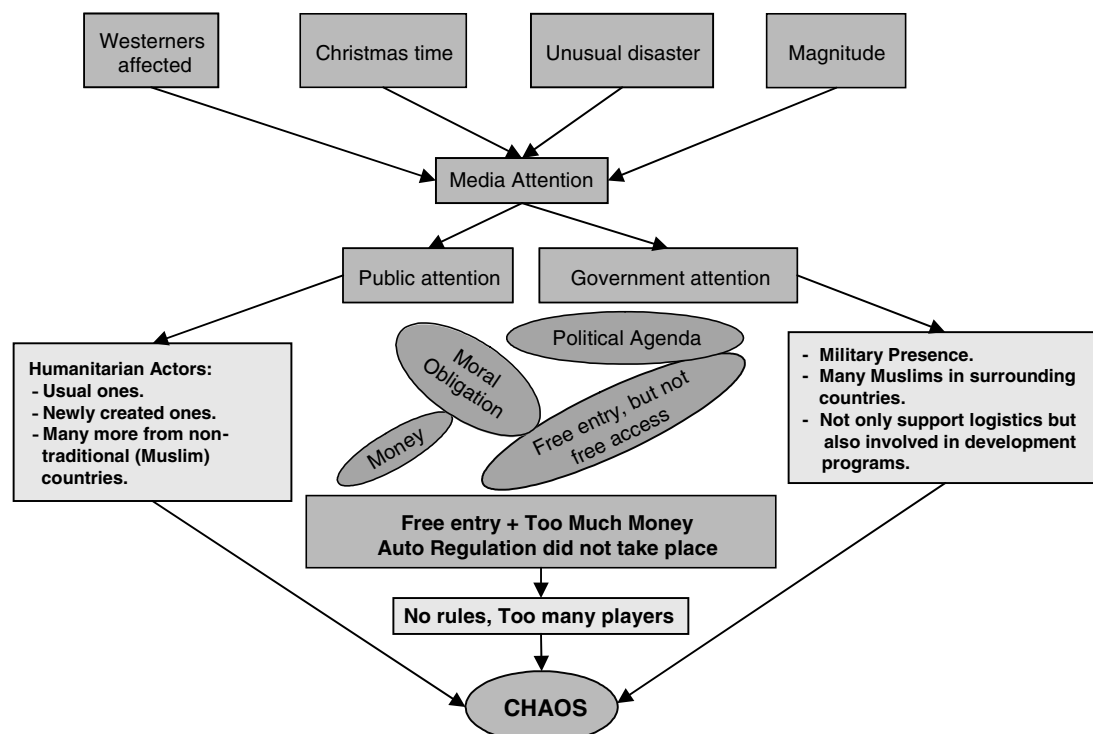 Westerners
affected
Christmas time
Unusual disaster
Magnitude
Media Attention
Public attention
Government attention
Humanitarian Actors:
- Usual ones.
- Newly created ones.
- Many more from non-
traditional (Muslim)
countries.
Moral
Obligation
Political Agenda
Money
Free entry, but not
free access
- Military Presence.
- Many Muslims in surrounding
countries.
- Not only support logistics but
also involved in development
programs.
Free entry + Too Much Money
Auto Regulation did not take place
No rules, Too many players
CHAOS